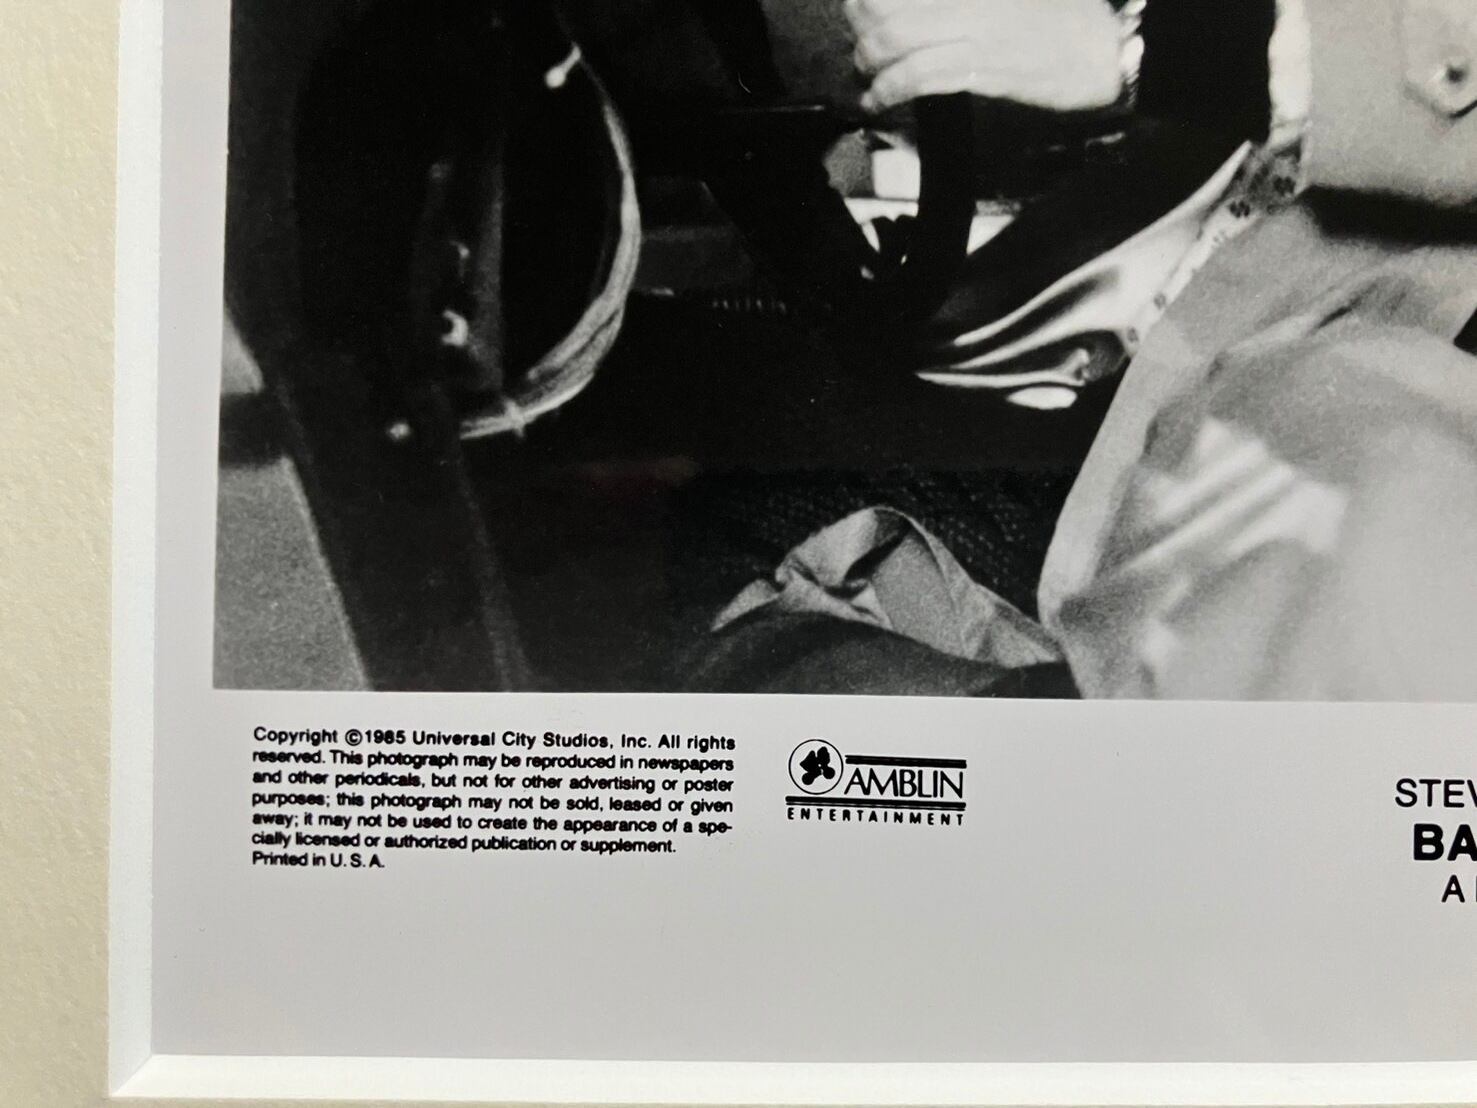 Copyright ©1985 Universal City Studios, Inc. All rights
reserved. This photograph may be reproduced in newspapers
and other periodicals, but not for other advertising or poster
purposes; this photograph may not be sold, leased or given
away; it may not be used to create the appearance of a spe-
cially licensed or authorized publication or supplement.
Printed in U.S.A.
AMBLIN
ENTERTAINMENT
STEV
BA
A